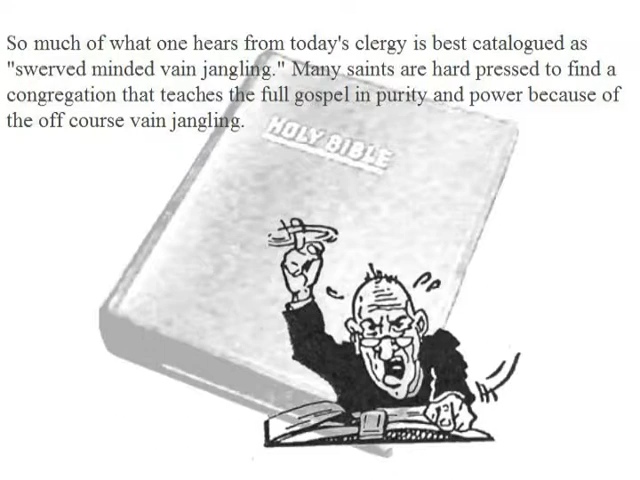 So much of what one hears from today's clergy is best catalogued as
"swerved minded vain jangling." Many saints are hard pressed to find a
congregation that teaches the full gospel in purity and power because of
the off course vain jangling.
HOLY BIBLE